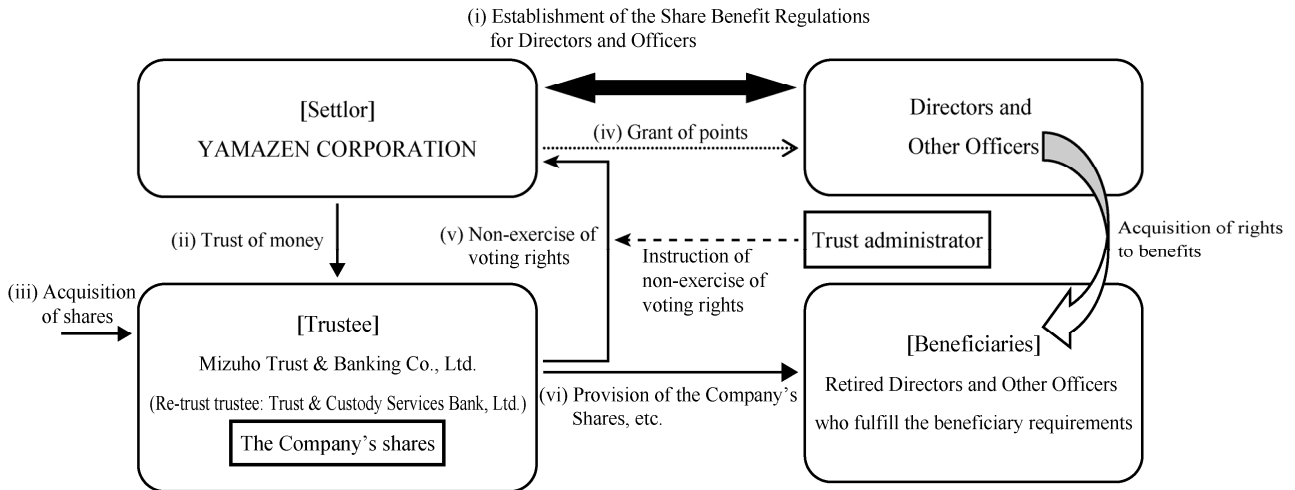 (i) Establishment of the Share Benefit Regulations
for Directors and Officers
[Settlor]
YAMAZEN CORPORATION
(iv) Grant of points
Directors and
Other Officers
(ii) Trust of money
(v) Non-exercise of
voting rights
Instruction of
non-exercise of
voting rights
Trust administrator
Acquisition of rights
to benefits
(iii) Acquisition
of shares
[Trustee]
Mizuho Trust & Banking Co., Ltd.
(Re-trust trustee: Trust & Custody Services Bank, Ltd.)
The Company's shares
(vi) Provision of the Company's
Shares, etc.
[Beneficiaries]
Retired Directors and Other Officers
who fulfill the beneficiary requirements